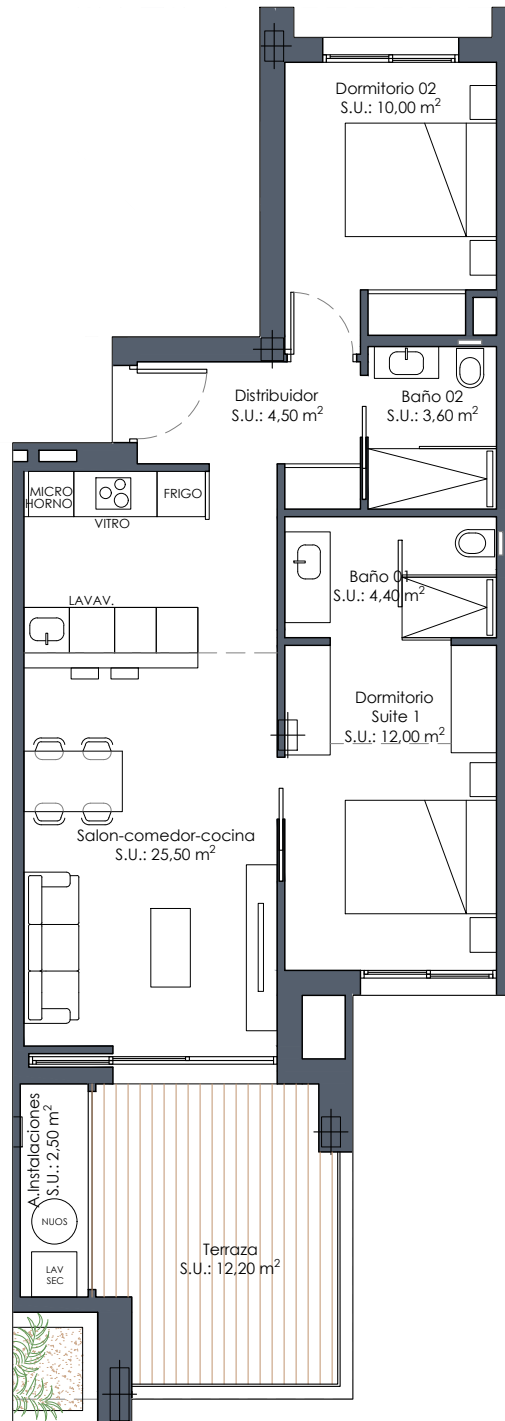 Dormitorio 02
S.U.: 10,00 m²
Distribuidor
S.U.: 4,50 m²
Baño 02
S.U.: 3,60 m²
MICRO
HORNO
VITRO
FRIGO
Baño 01
S.U.: 4,40 m²
LAVAV.
Dormitorio
Suite 1
S.U.: 12,00 m²
Salon-comedor-cocina
S.U.: 25,50 m²
A.Instalaciones
S.U.: 2,50 m²
NUOS
LAV
SEC
Terraza
S.U.: 12,20 m²